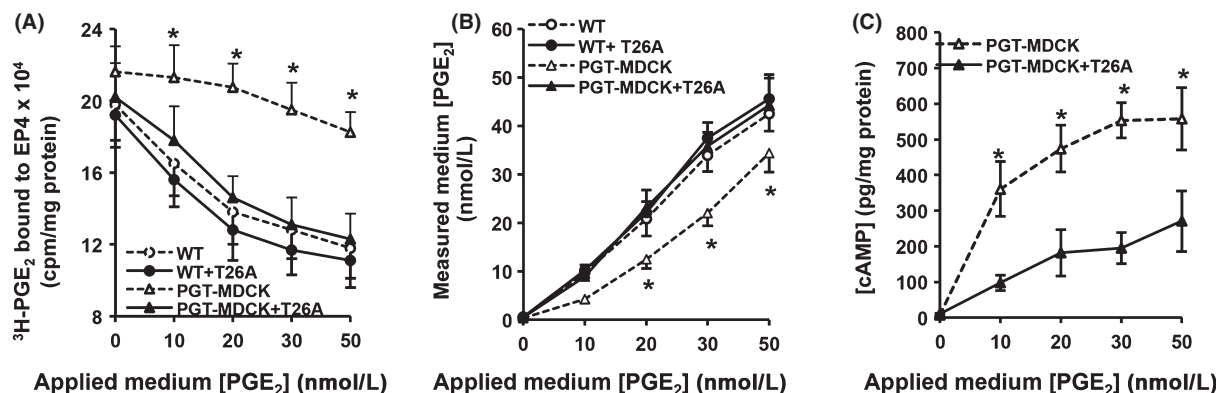 (A)
³H-PGE₂ bound to EP4 x 10⁴
(cpm/mg protein)
24
20
16
12
8
* * * *
WT
WT+T26A
PGT-MDCK
PGT-MDCK+T26A
0 10 20 30 50
Applied medium [PGE₂] (nmol/L)
(B)
Measured medium [PGE₂]
(nmol/L)
60
50
40
30
20
10
0
WT
WT+ T26A
PGT-MDCK
PGT-MDCK+T26A
* * *
0 10 20 30 50
Applied medium [PGE₂] (nmol/L)
(C)
[cAMP] (pg/mg protein)
800
700
600
500
400
300
200
100
0
PGT-MDCK
PGT-MDCK+T26A
* * * *
0 10 20 30 50
Applied medium [PGE₂] (nmol/L)